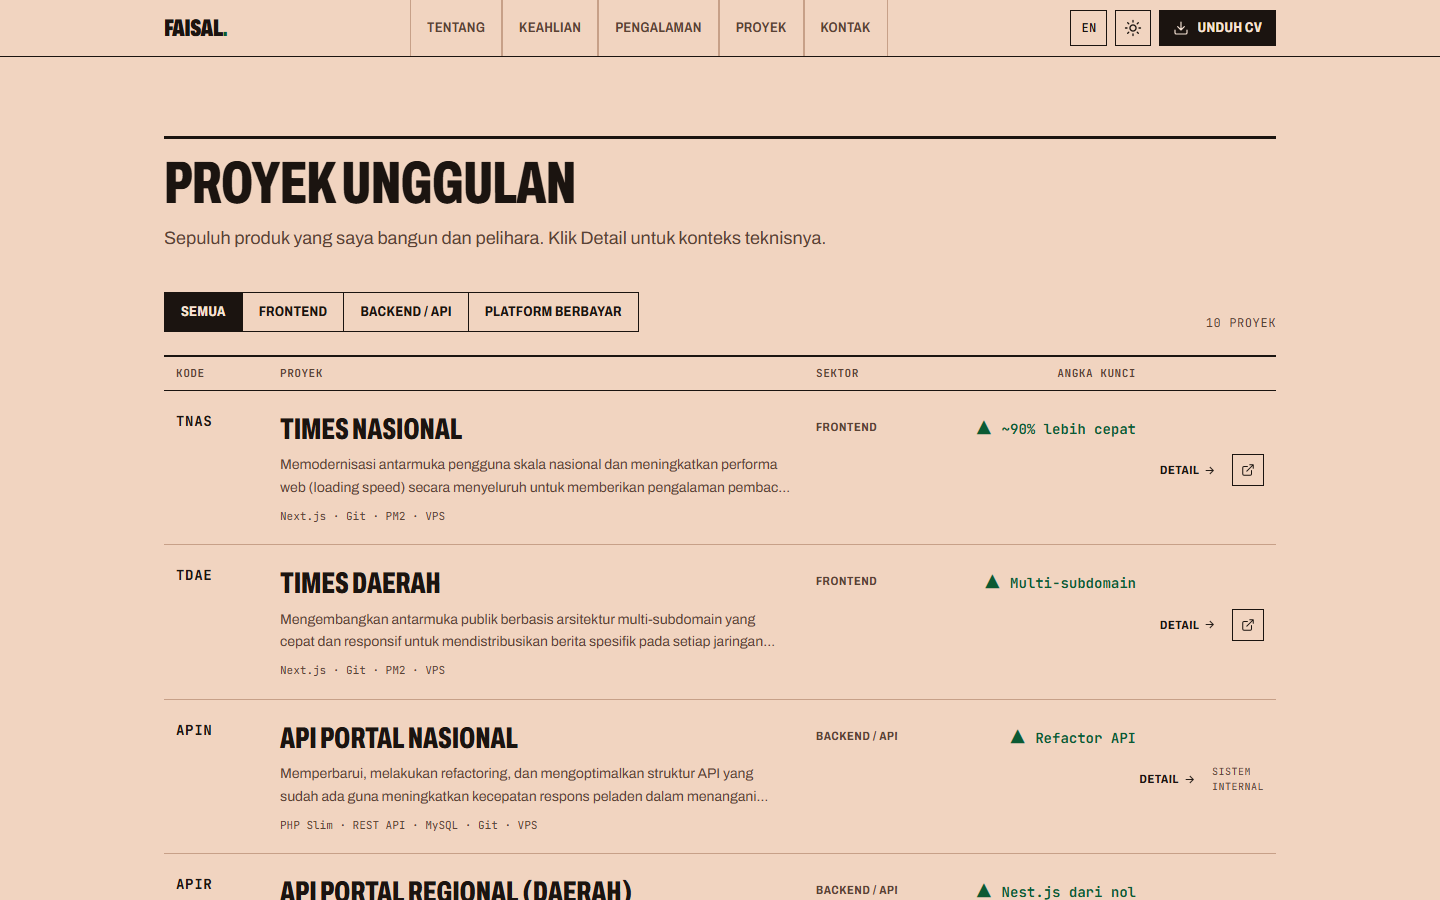 FAISAL.
TENTANG
KEAHLIAN
PENGALAMAN
PROYEK
KONTAK
EN
UNDUH CV
PROYEK UNGGULAN
Sepuluh produk yang saya bangun dan pelihara. Klik Detail untuk konteks teknisnya.
SEMUA
FRONTEND
BACKEND / API
PLATFORM BERBAYAR
10 PROYEK
KODE
PROYEK
SEKTOR
ANGKA KUNCI
TNAS
TIMES NASIONAL
Memodernisasi antarmuka pengguna skala nasional dan meningkatkan performa
web (loading speed) secara menyeluruh untuk memberikan pengalaman pembac...
Next.js · Git · PM2 · VPS
FRONTEND
▲ ~90% lebih cepat
DETAIL →
TDAE
TIMES DAERAH
Mengembangkan antarmuka publik berbasis arsitektur multi-subdomain yang
cepat dan responsif untuk mendistribusikan berita spesifik pada setiap jaringan...
Next.js · Git · PM2 · VPS
FRONTEND
▲ Multi-subdomain
DETAIL →
APIN
API PORTAL NASIONAL
Memperbarui, melakukan refactoring, dan mengoptimalkan struktur API yang
sudah ada guna meningkatkan kecepatan respons peladen dalam menangani...
PHP Slim · REST API · MySQL · Git · VPS
BACKEND / API
▲ Refactor API
DETAIL →
SISTEM
INTERNAL
APIR
API PORTAL REGIONAL (DAERAH)
BACKEND / API
▲ Nest.js dari nol